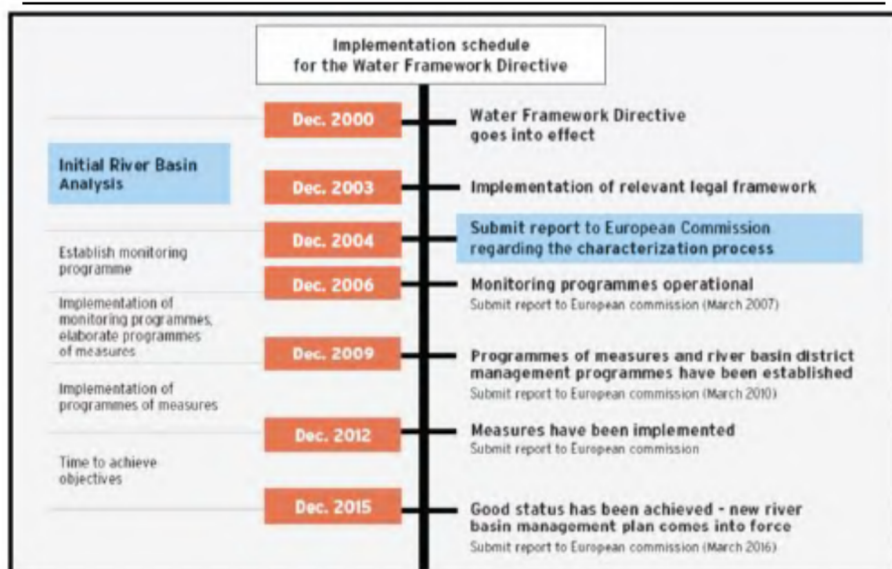 Implementation schedule
for the Water Framework Directive
Dec. 2000
Water Framework Directive
goes into effect
Initial River Basin
Analysis
Dec. 2003
Implementation of relevant legal framework
Dec. 2004
Submit report to European Commission
regarding the characterization process
Establish monitoring
programme
Dec. 2006
Monitoring programmes operational
Submit report to European commission (March 2007)
Implementation of
monitoring programmes,
elaborate programmes
of measures
Dec. 2009
Programmes of measures and river basin district
management programmes have been established
Submit report to European commission (March 2010)
Implementation of
programmes of measures
Dec. 2012
Measures have been implemented
Submit report to European commission
Time to achieve
objectives
Dec. 2015
Good status has been achieved - new river
basin management plan comes into force
Submit report to European commission (March 2016)